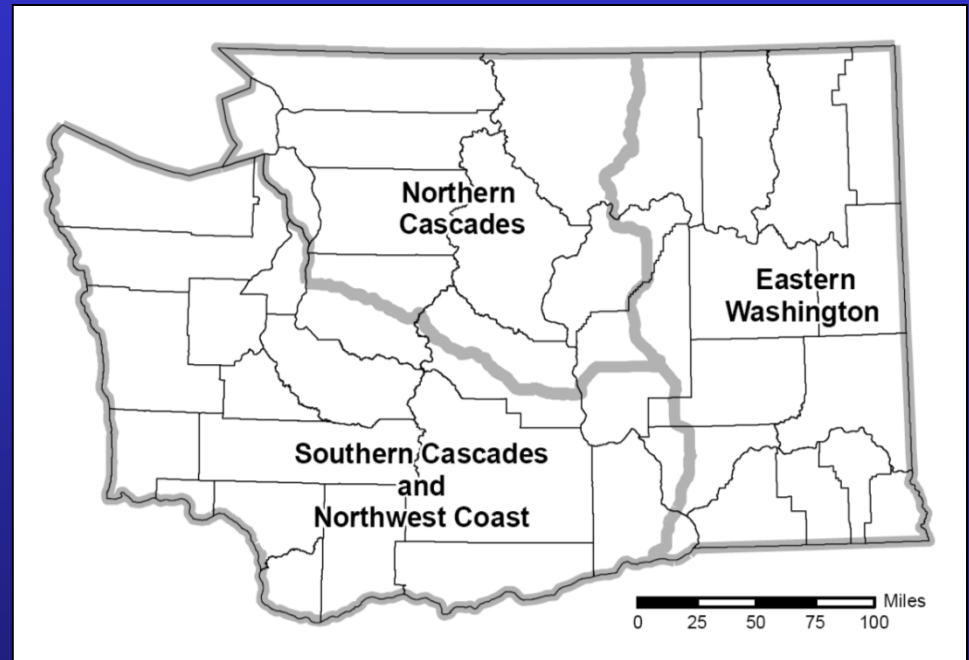 Northern
Cascades
Eastern
Washington
Southern Cascades
and
Northwest Coast
Miles
0 25 50 75 100